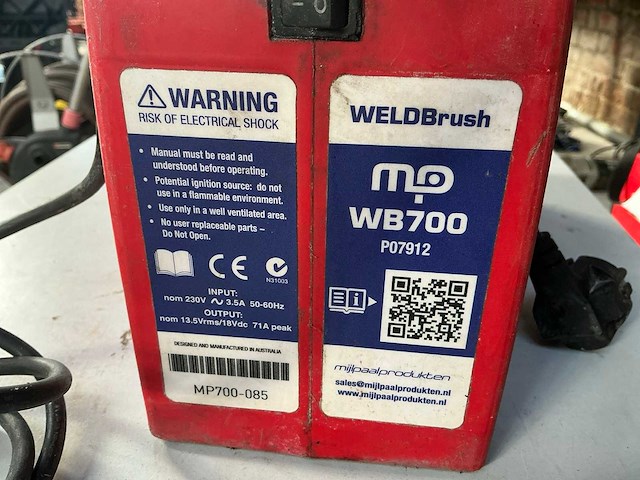 WARNING
RISK OF ELECTRICAL SHOCK
• Manual must be read and
understood before operating.
• Potential ignition source: do not
use in a flammable environment.
• Use only in a well ventilated area.
• No user replaceable parts –
Do Not Open.
CE
N31003
INPUT:
nom 230V ∿ 3.5A 50-60Hz
OUTPUT:
nom 13.5Vrms/18Vdc 71A peak
DESIGNED AND MANUFACTURED IN AUSTRALIA
MP700-085
WELDBrush
mp
WB700
P07912
i
mijlpaalprodukten
sales@mijlpaalprodukten.nl
www.mijlpaalprodukten.nl